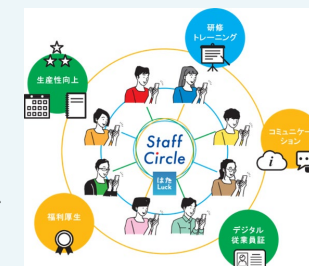 研修
トレーニング
生産性向上
コミュニケー
ション
Staff
Circle
はた
Luck
福利厚生
デジタル
従業員証